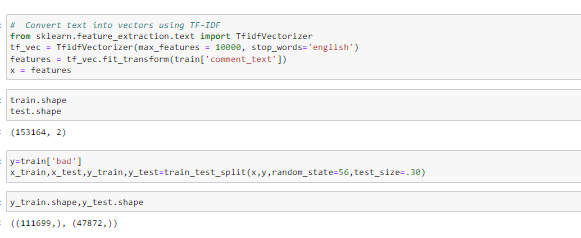 # Convert text into vectors using TF-IDF
from sklearn.feature_extraction.text import TfidfVectorizer
tf_vec = TfidfVectorizer(max_features = 10000, stop_words='english')
features = tf_vec.fit_transform(train['comment_text'])
x = features
train.shape
test.shape
(153164, 2)
y=train['bad']
x_train,x_test,y_train,y_test=train_test_split(x,y,random_state=56,test_size=.30)
y_train.shape,y_test.shape
((111699,), (47872,))